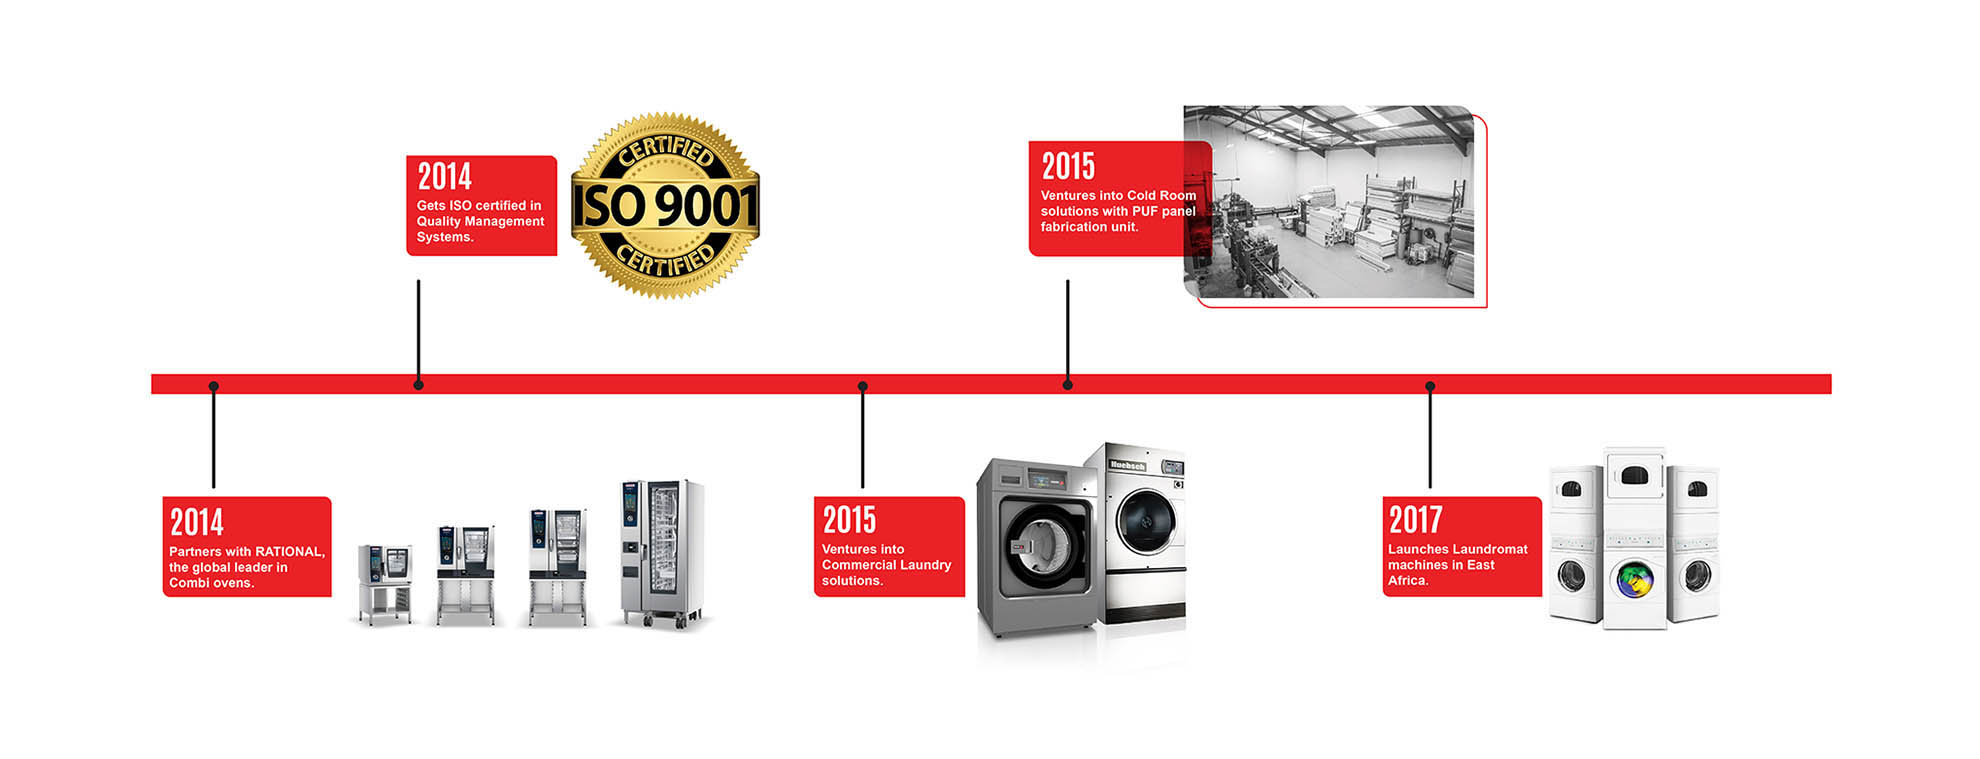 2014
Gets ISO certified in
Quality Management
Systems.
CERTIFIED
ISO 9001
CERTIFIED
2015
Ventures into Cold Room
solutions with PUF panel
fabrication unit.
2014
Partners with RATIONAL,
the global leader in
Combi ovens.
2015
Ventures into
Commercial Laundry
solutions.
Huebsch
2017
Launches Laundromat
machines in East
Africa.